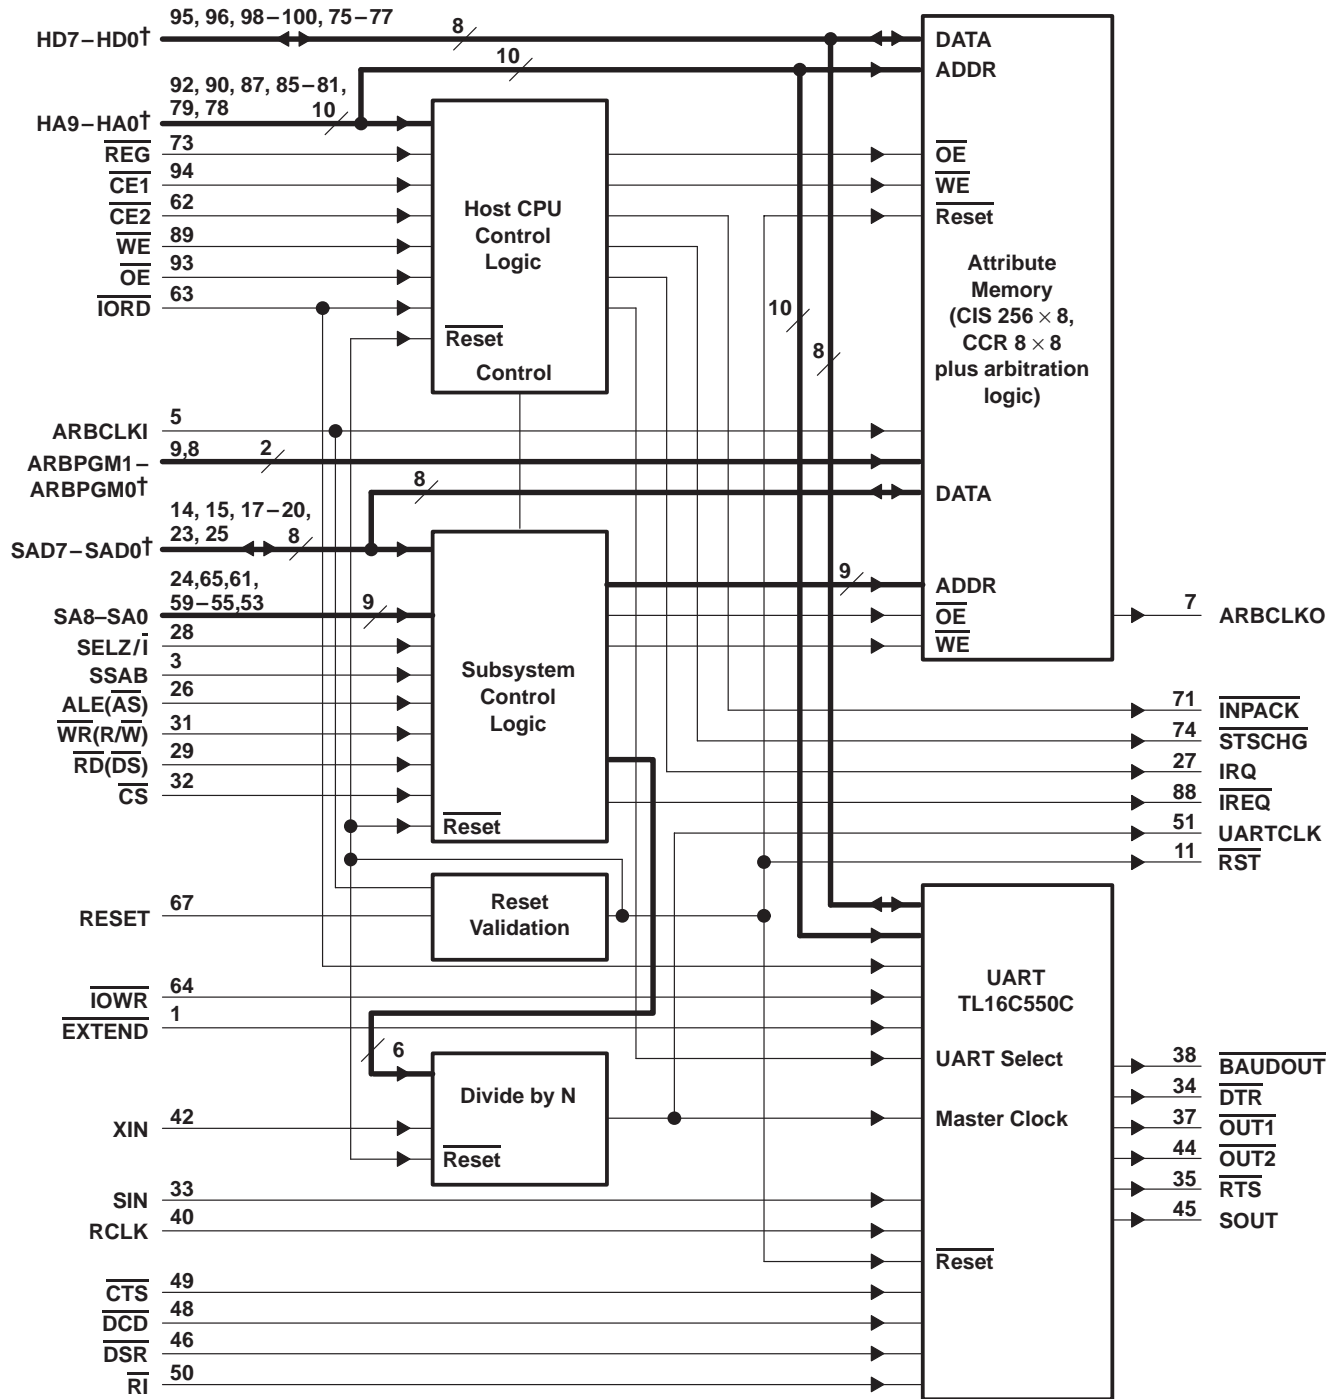 95, 96, 98–100, 75–77
HD7–HD0† 8 DATA
10 ADDR
92, 90, 87, 85–81,
79, 78 10
HA9–HA0†
REG 73 OE
CE1 94 WE
CE2 62 Reset
WE 89
OE 93
IORD 63
Host CPU
Control
Logic
Reset
Control
Attribute
Memory
(CIS 256 × 8,
CCR 8 × 8
plus arbitration
logic)
10
8
ARBCLKI 5
ARBPGM1–
ARBPGM0†
9,8 2
8 DATA
14, 15, 17–20,
23, 25 8
SAD7–SAD0†
24,65,61,
59–55,53 9
SA8–SA0
9 ADDR
OE
WE
7 ARBCLKO
SELZ/I 28
SSAB 3
ALE(AS) 26
WR(R/W) 31
RD(DS) 29
CS 32
Subsystem
Control
Logic
Reset
71 INPACK
74 STSCHG
27 IRQ
88 IREQ
51 UARTCLK
11 RST
RESET 67
Reset
Validation
IOWR 64
EXTEND 1
UART
TL16C550C
6
UART Select
Divide by N
Master Clock
XIN 42
Reset
SIN 33
RCLK 40
Reset
38 BAUDOUT
34 DTR
37 OUT1
44 OUT2
35 RTS
45 SOUT
CTS 49
DCD 48
DSR 46
RI 50